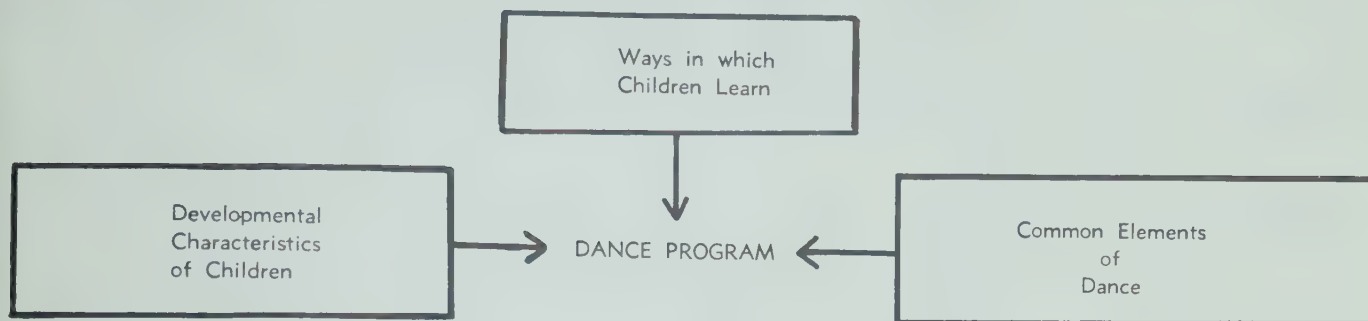 Ways in which
Children Learn
Developmental
Characteristics
of Children
DANCE PROGRAM
Common Elements
of
Dance